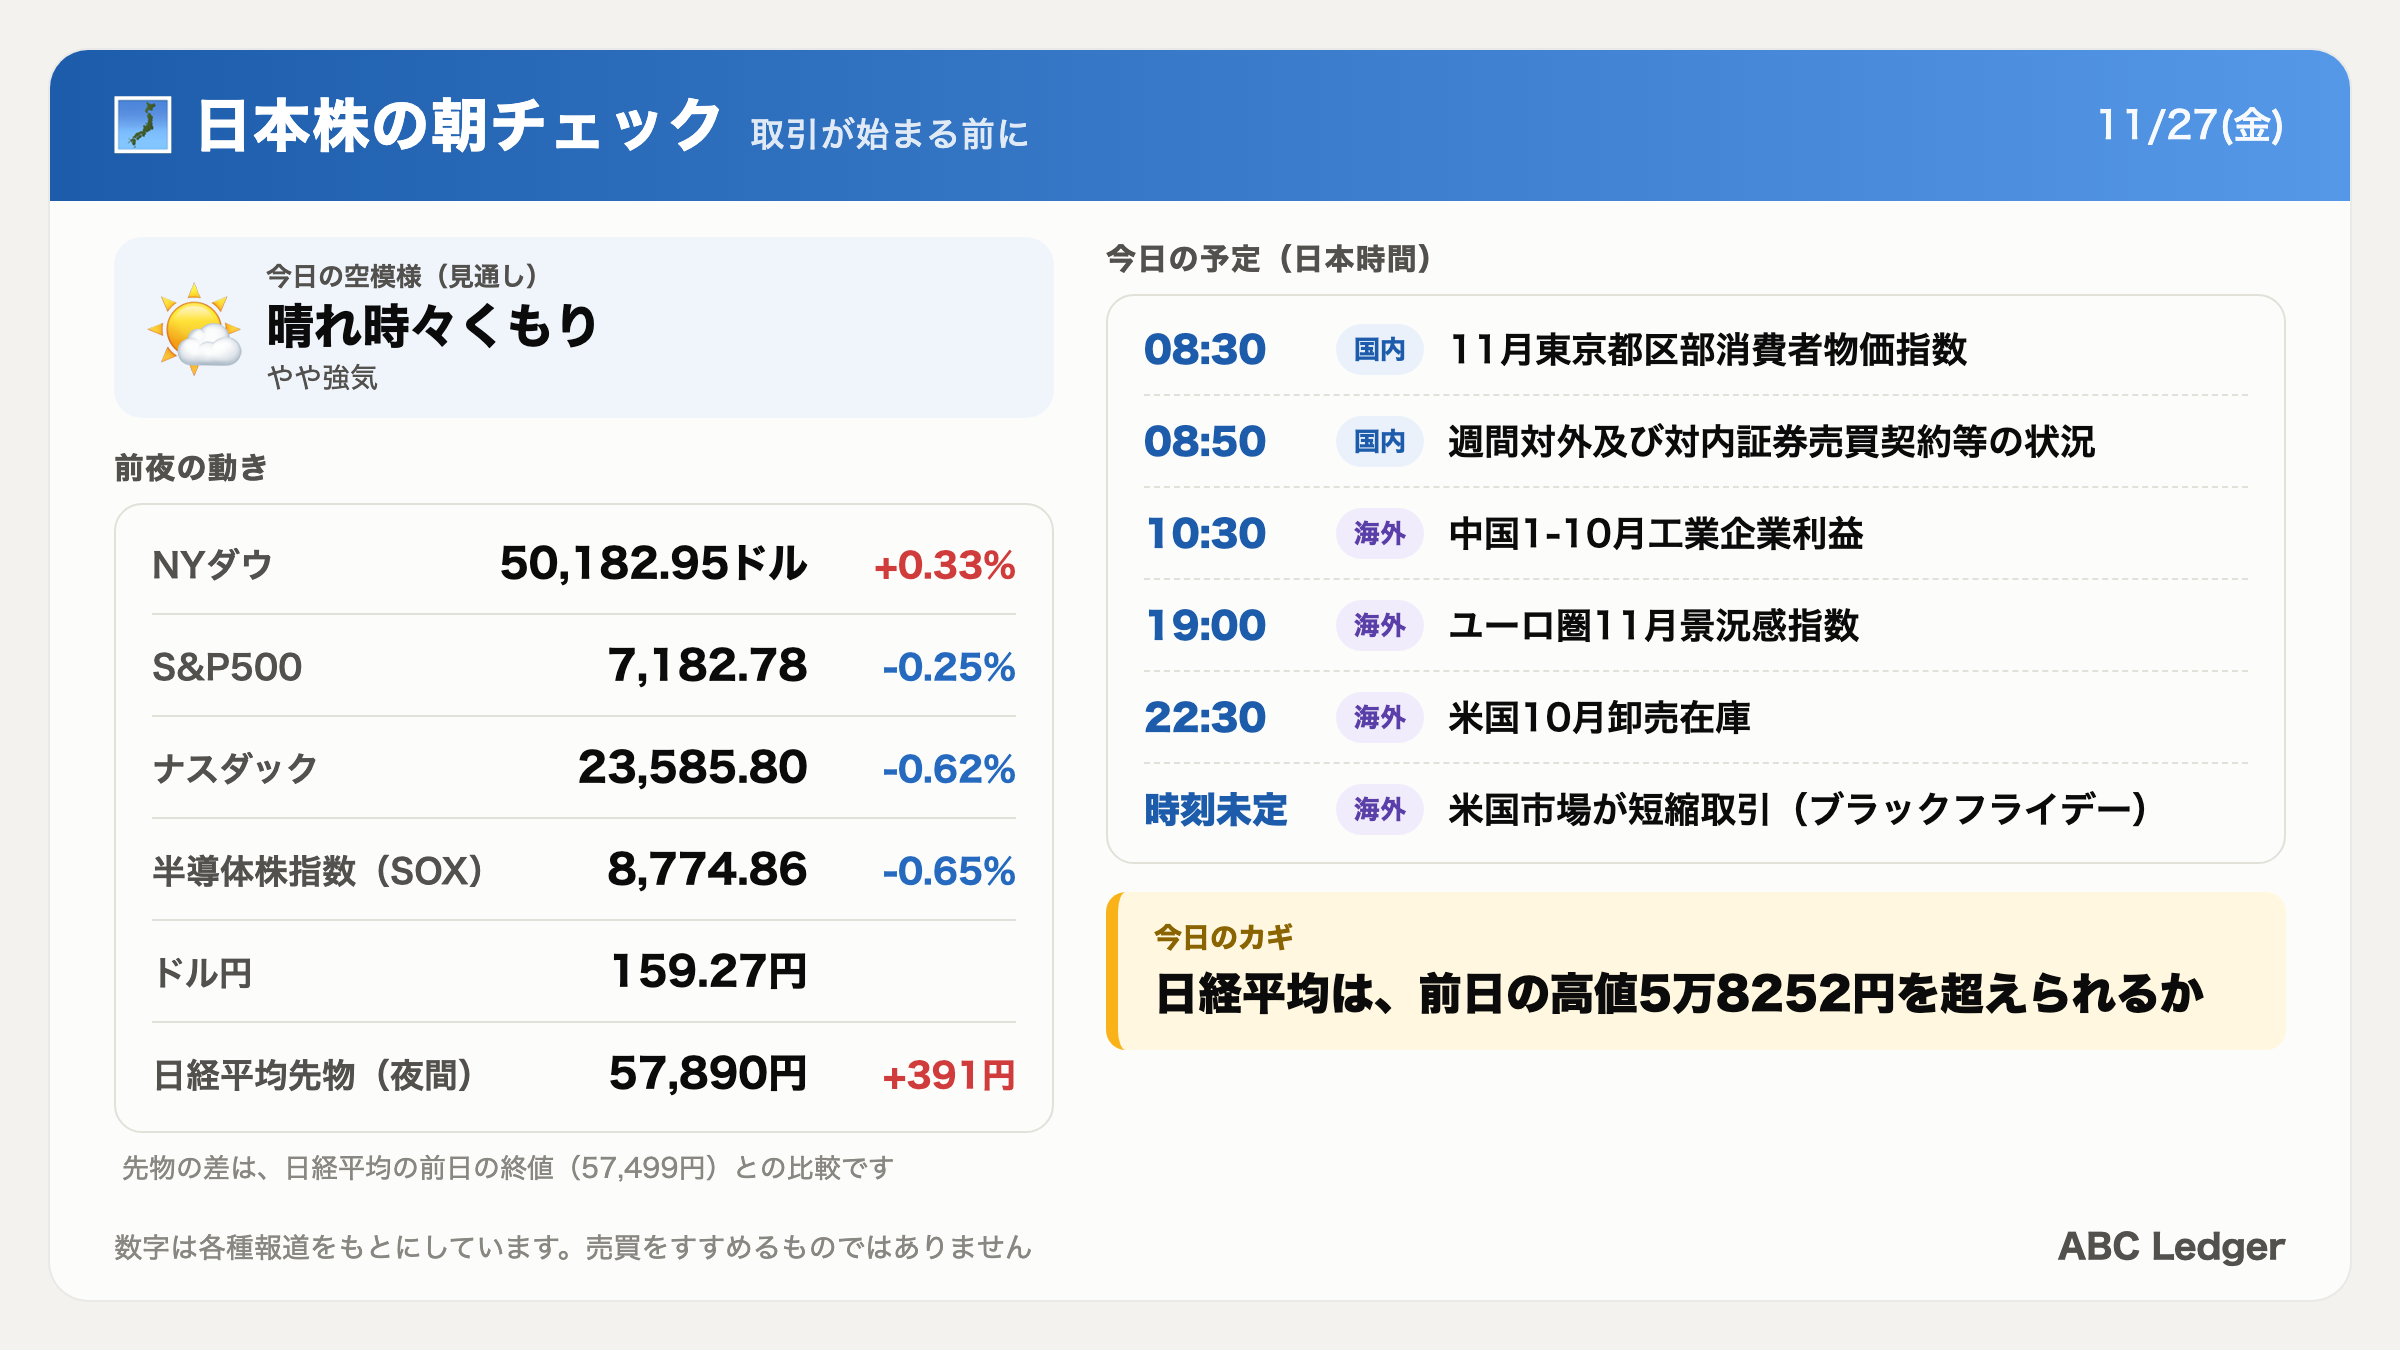 日本株の朝チェック 取引が始まる前に
11/27(金)
今日の空模様（見通し）
晴れ時々くもり
やや強気
前夜の動き
NYダウ 50,182.95ドル +0.33%
S&P500 7,182.78 -0.25%
ナスダック 23,585.80 -0.62%
半導体株指数（SOX） 8,774.86 -0.65%
ドル円 159.27円
日経平均先物（夜間） 57,890円 +391円
先物の差は、日経平均の前日の終値（57,499円）との比較です
今日の予定（日本時間）
08:30 国内 11月東京都区部消費者物価指数
08:50 国内 週間対外及び対内証券売買契約等の状況
10:30 海外 中国1-10月工業企業利益
19:00 海外 ユーロ圏11月景況感指数
22:30 海外 米国10月卸売在庫
時刻未定 海外 米国市場が短縮取引（ブラックフライデー）
今日のカギ
日経平均は、前日の高値5万8252円を超えられるか
数字は各種報道をもとにしています。売買をすすめるものではありません
ABC Ledger